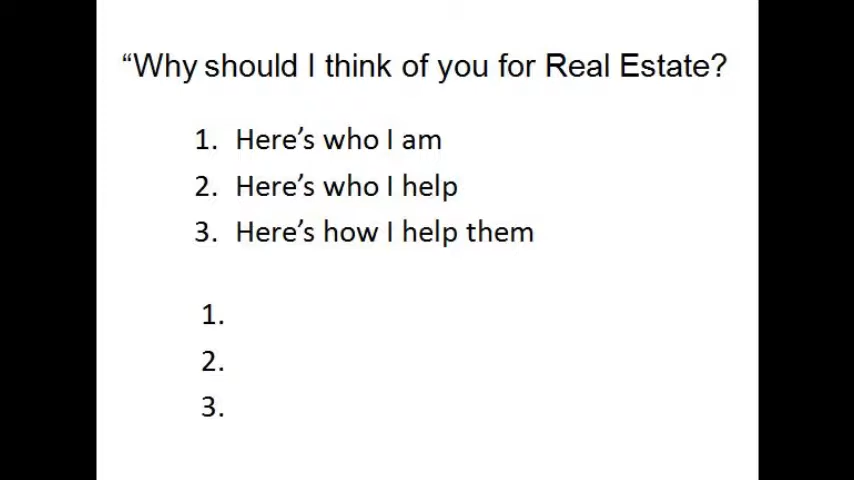 “Why should I think of you for Real Estate?
1. Here’s who I am
2. Here’s who I help
3. Here’s how I help them
1.
2.
3.